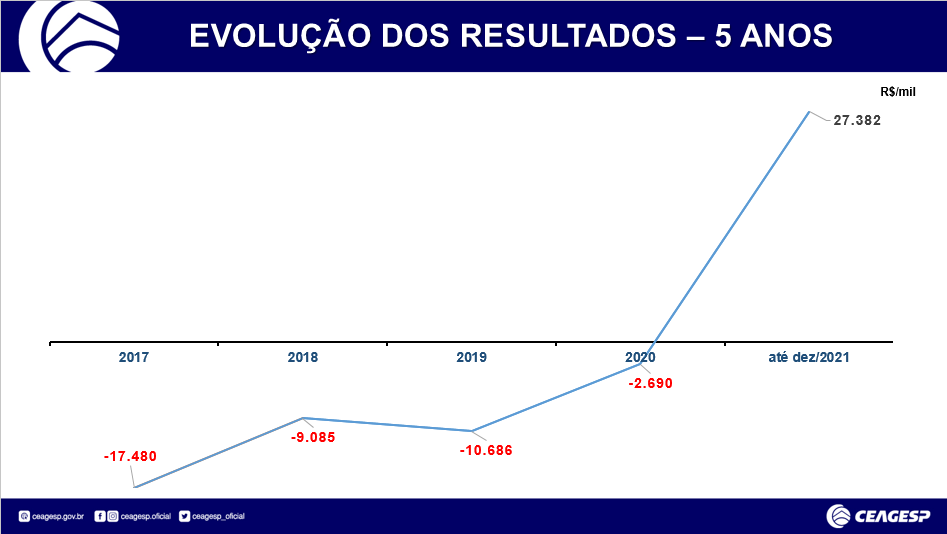 EVOLUÇÃO DOS RESULTADOS – 5 ANOS
R$/mil
27.382
2017 2018 2019 2020 até dez/2021
-2.690
-9.085
-10.686
-17.480
ceagesp.gov.br ceagesp.oficial ceagesp_oficial CEAGESP